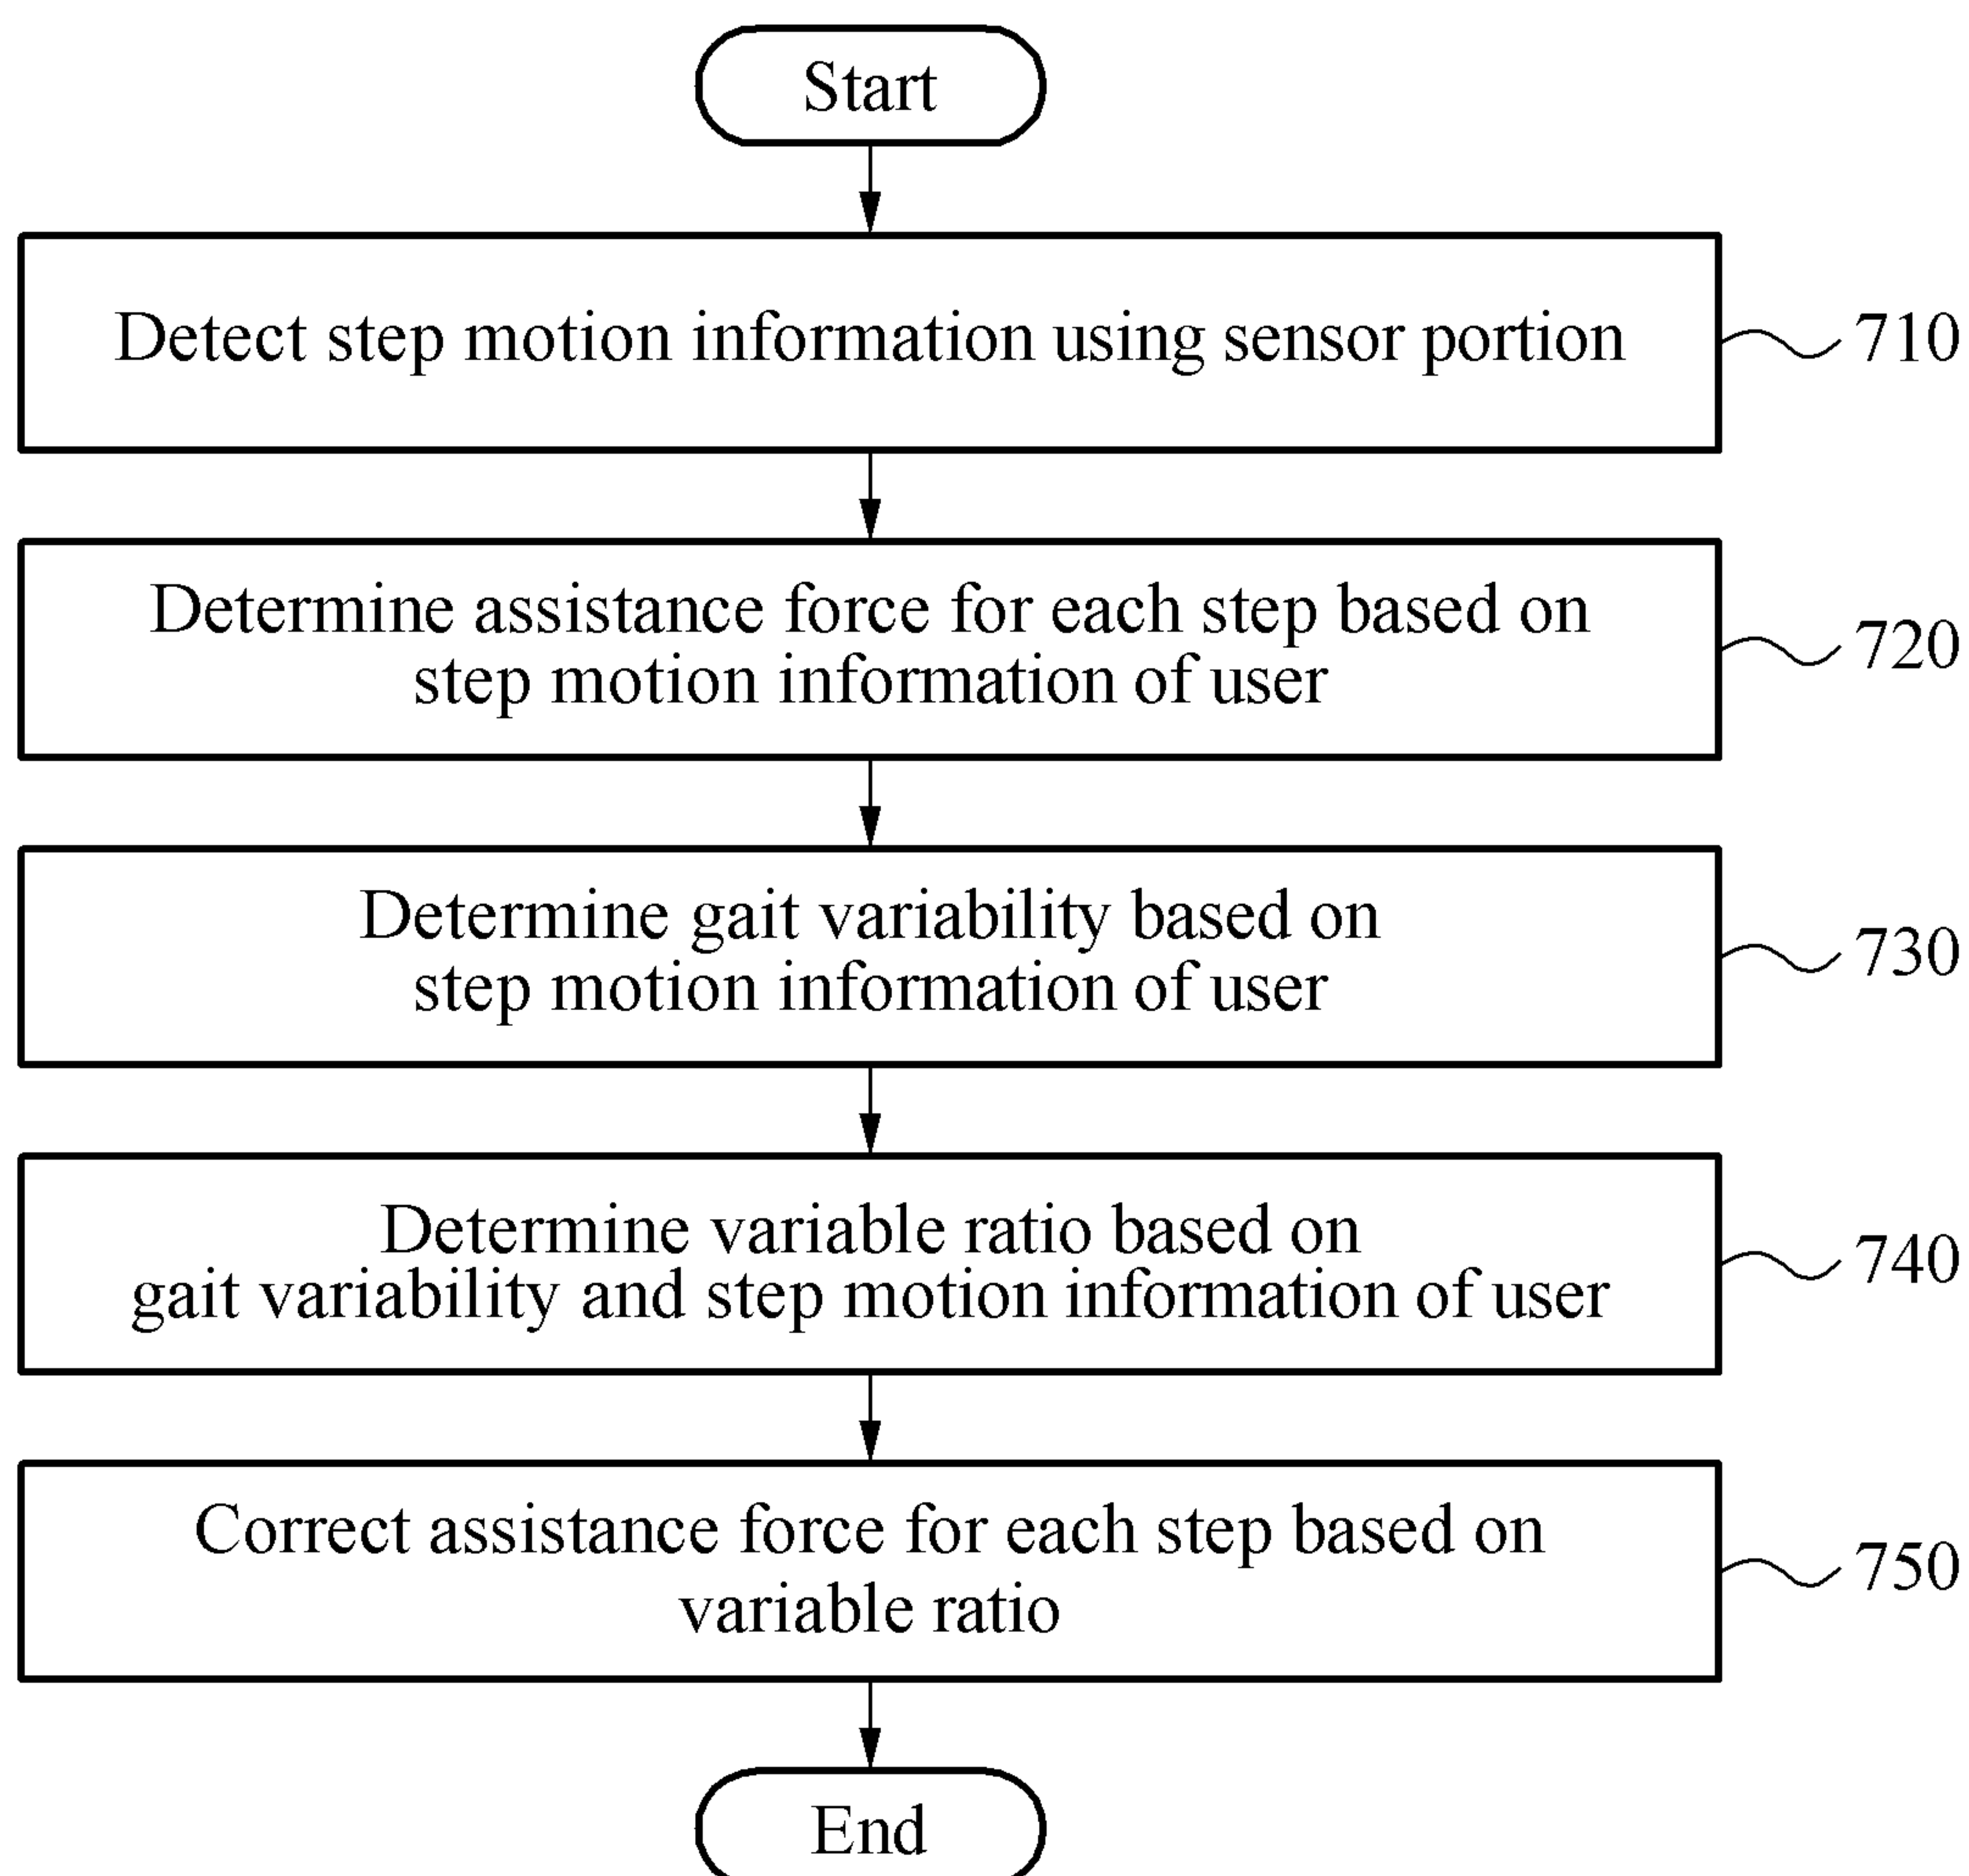 Start
Detect step motion information using sensor portion
710
Determine assistance force for each step based on
step motion information of user
720
Determine gait variability based on
step motion information of user
730
Determine variable ratio based on
gait variability and step motion information of user
740
Correct assistance force for each step based on
variable ratio
750
End